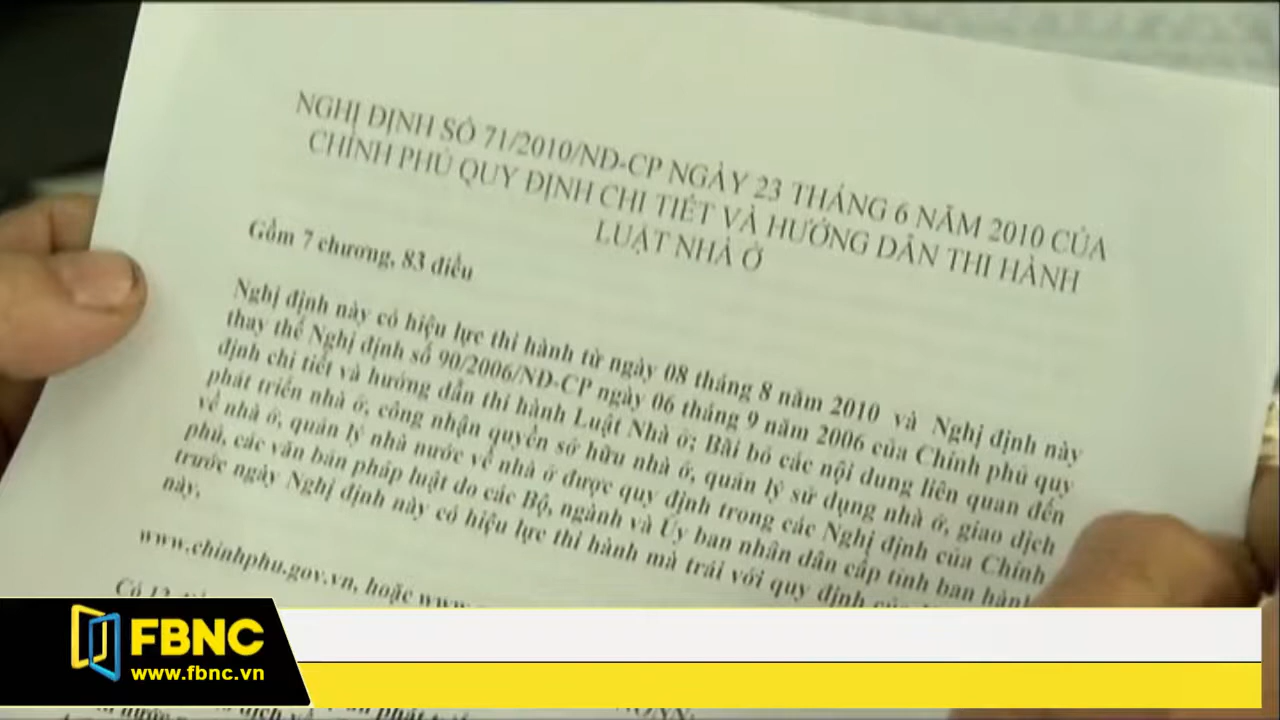 NGHỊ ĐỊNH SỐ 71/2010/NĐ-CP NGÀY 23 THÁNG 6 NĂM 2010 CỦA
CHÍNH PHỦ QUY ĐỊNH CHI TIẾT VÀ HƯỚNG DẪN THI HÀNH
LUẬT NHÀ Ở
Gồm 7 chương, 83 điều
Nghị định này có hiệu lực thi hành từ ngày 08 tháng 8 năm 2010 và Nghị định này
thay thế Nghị định số 90/2006/NĐ-CP ngày 06 tháng 9 năm 2006 của Chính phủ quy
định chi tiết và hướng dẫn thi hành Luật Nhà ở; Bãi bỏ các nội dung liên quan đến
phát triển nhà ở, công nhận quyền sở hữu nhà ở, quản lý sử dụng nhà ở, giao dịch
về nhà ở, quản lý nhà nước về nhà ở được quy định trong các Nghị định của Chính
phủ, các văn bản pháp luật do các Bộ, ngành và Ủy ban nhân dân cấp tỉnh ban hành
trước ngày Nghị định này có hiệu lực thi hành mà trái với quy định của
này,
www.chinhphu.gov.vn, hoặc www.
Có 12
FBNC
www.fbnc.vn